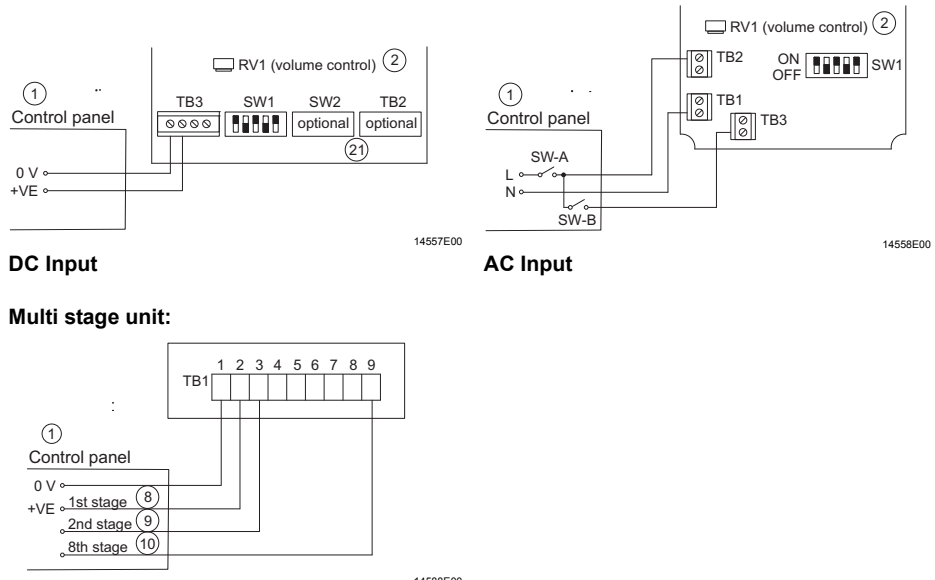 RV1 (volume control) 2
1
Control panel
TB3 SW1 SW2 TB2
optional optional
21
0 V
+VE
14557E00
DC Input
RV1 (volume control) 2
TB2
ON
OFF
SW1
1
Control panel
TB1
TB3
SW-A
L
N
SW-B
14558E00
AC Input
Multi stage unit:
1 2 3 4 5 6 7 8 9
TB1
1
Control panel
0 V
+VE 1st stage 8
2nd stage 9
8th stage 10